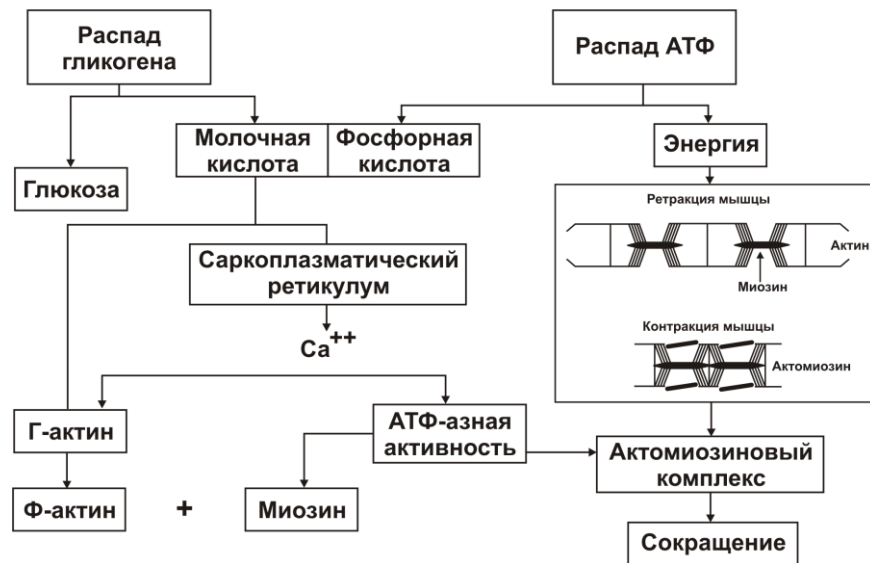 Распад
гликогена
Распад АТФ
Молочная
кислота
Фосфорная
кислота
Энергия
Глюкоза
Ретракция мышцы
Актин
Миозин
Саркоплазматический
ретикулум
Ca++
Контракция мышцы
Актомиозин
Г-актин
АТФ-азная
активность
Актомиозиновый
комплекс
Ф-актин
+
Миозин
Сокращение